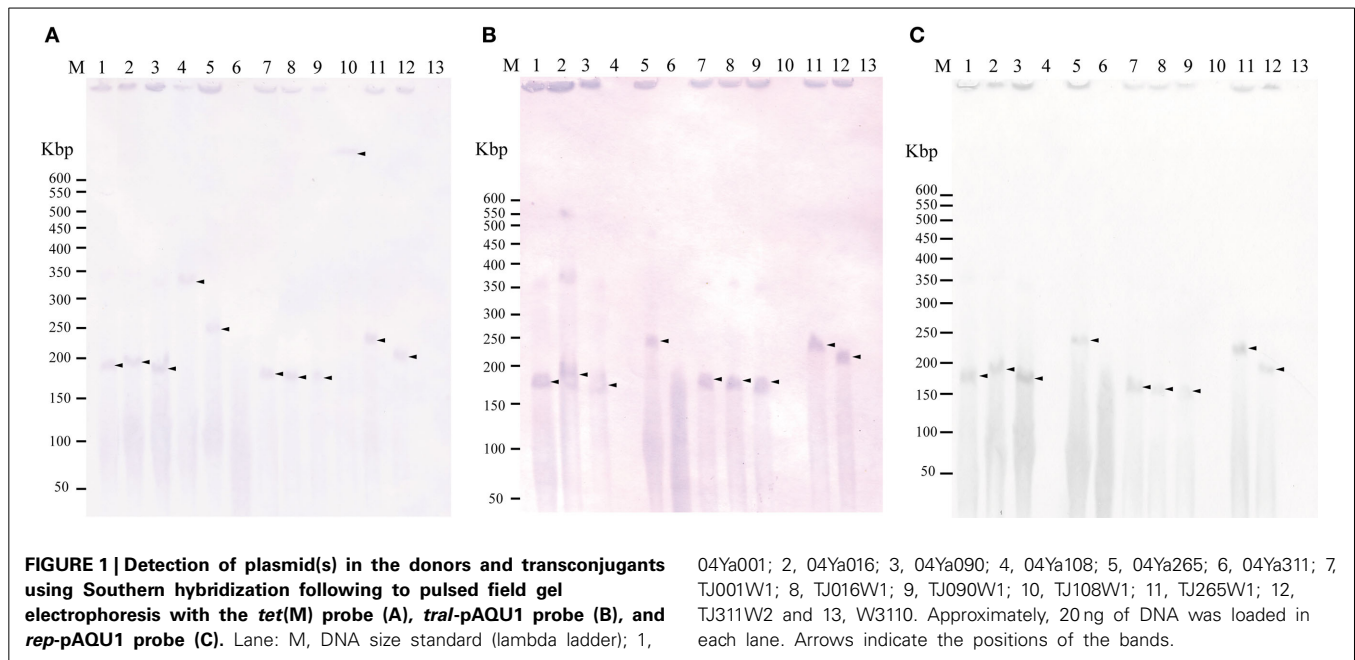 A
M 1 2 3 4 5 6 7 8 9 10 11 12 13
Kbp
600
550
500
450
400
350
300
250
200
150
100
50
B
M 1 2 3 4 5 6 7 8 9 10 11 12 13
Kbp
600
550
500
450
400
350
300
250
200
150
100
50
C
M 1 2 3 4 5 6 7 8 9 10 11 12 13
Kbp
600
550
500
450
400
350
300
250
200
150
100
50
FIGURE 1 | Detection of plasmid(s) in the donors and transconjugants
using Southern hybridization following to pulsed field gel
electrophoresis with the tet(M) probe (A), traI-pAQU1 probe (B), and
rep-pAQU1 probe (C). Lane: M, DNA size standard (lambda ladder); 1,
04Ya001; 2, 04Ya016; 3, 04Ya090; 4, 04Ya108; 5, 04Ya265; 6, 04Ya311; 7,
TJ001W1; 8, TJ016W1; 9, TJ090W1; 10, TJ108W1; 11, TJ265W1; 12,
TJ311W2 and 13, W3110. Approximately, 20 ng of DNA was loaded in
each lane. Arrows indicate the positions of the bands.